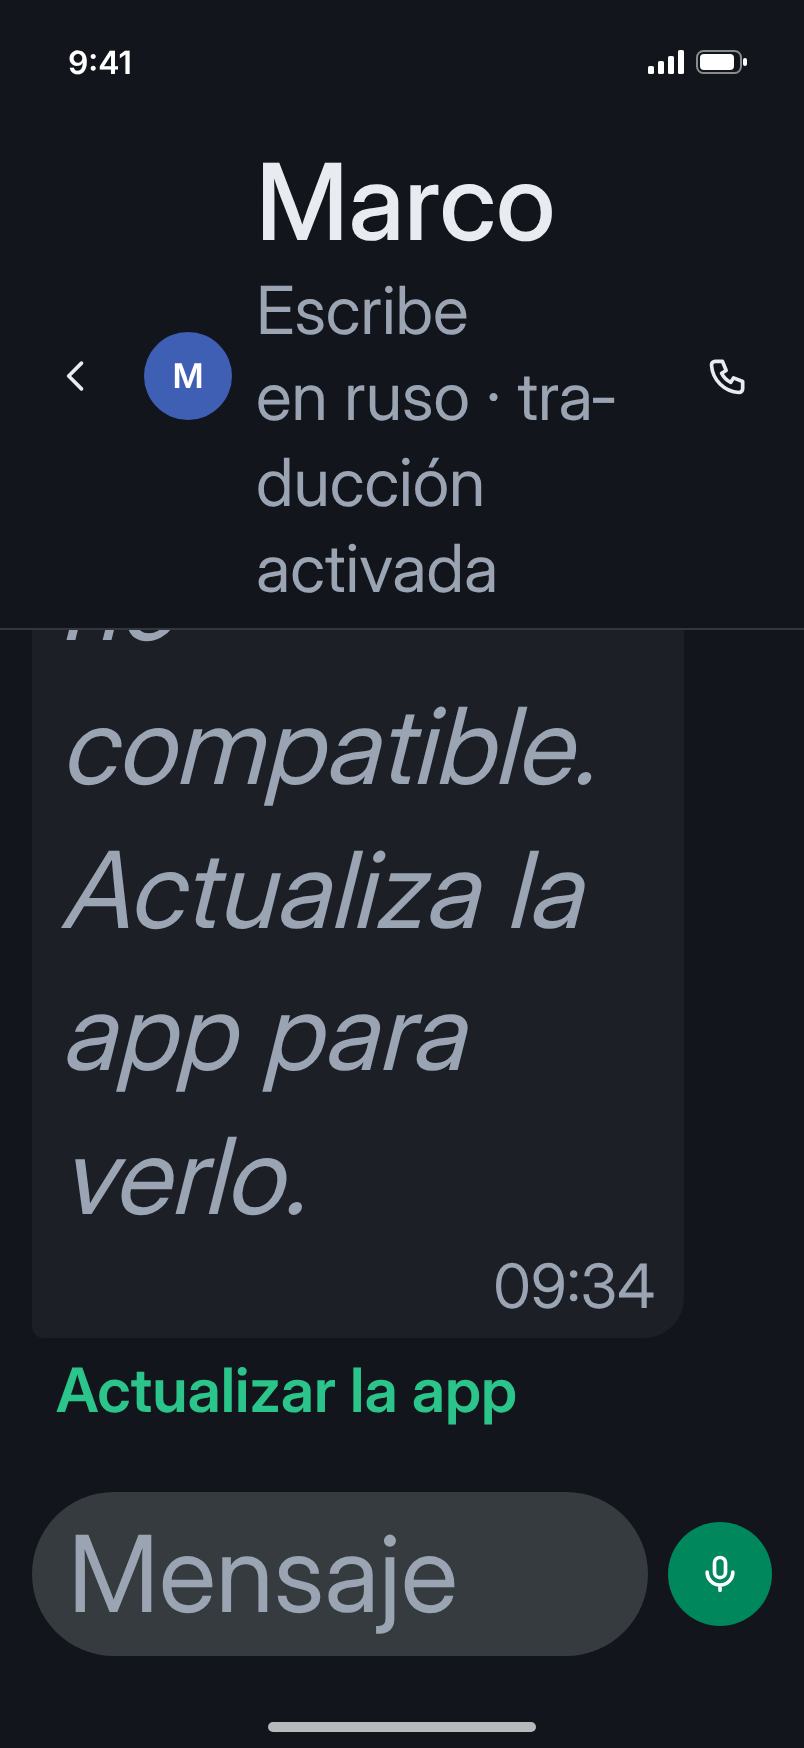 9:41
Marco
Escribe
en ruso · tra-
ducción
activada
M
compatible.
Actualiza la
app para
verlo.
09:34
Actualizar la app
Mensaje